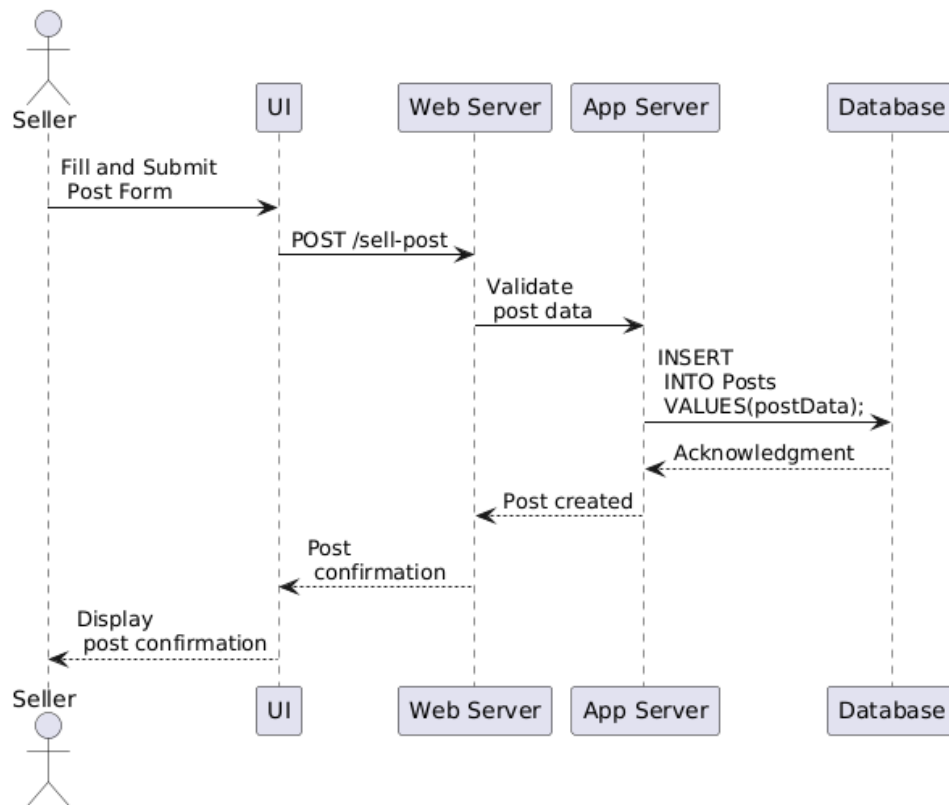 Seller
UI
Web Server
App Server
Database
Fill and Submit
Post Form
POST /sell-post
Validate
post data
INSERT
INTO Posts
VALUES(postData);
Acknowledgment
Post created
Post
confirmation
Display
post confirmation
Seller
UI
Web Server
App Server
Database